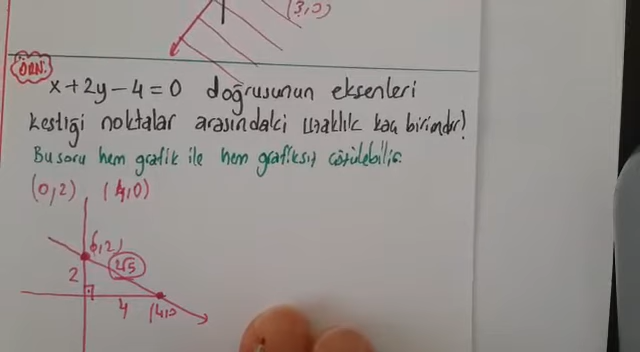 (3,0)
ÖRN.
x+2y-4=0 doğrusunun eksenleri
kestiği noktalar arasındaki uzaklık kaç birimdir?
Bu soru hem grafik ile hem grafiksiz çözülebilir.
(0,2) (4,0)
(0,2)
2√5
2
4 (4,0